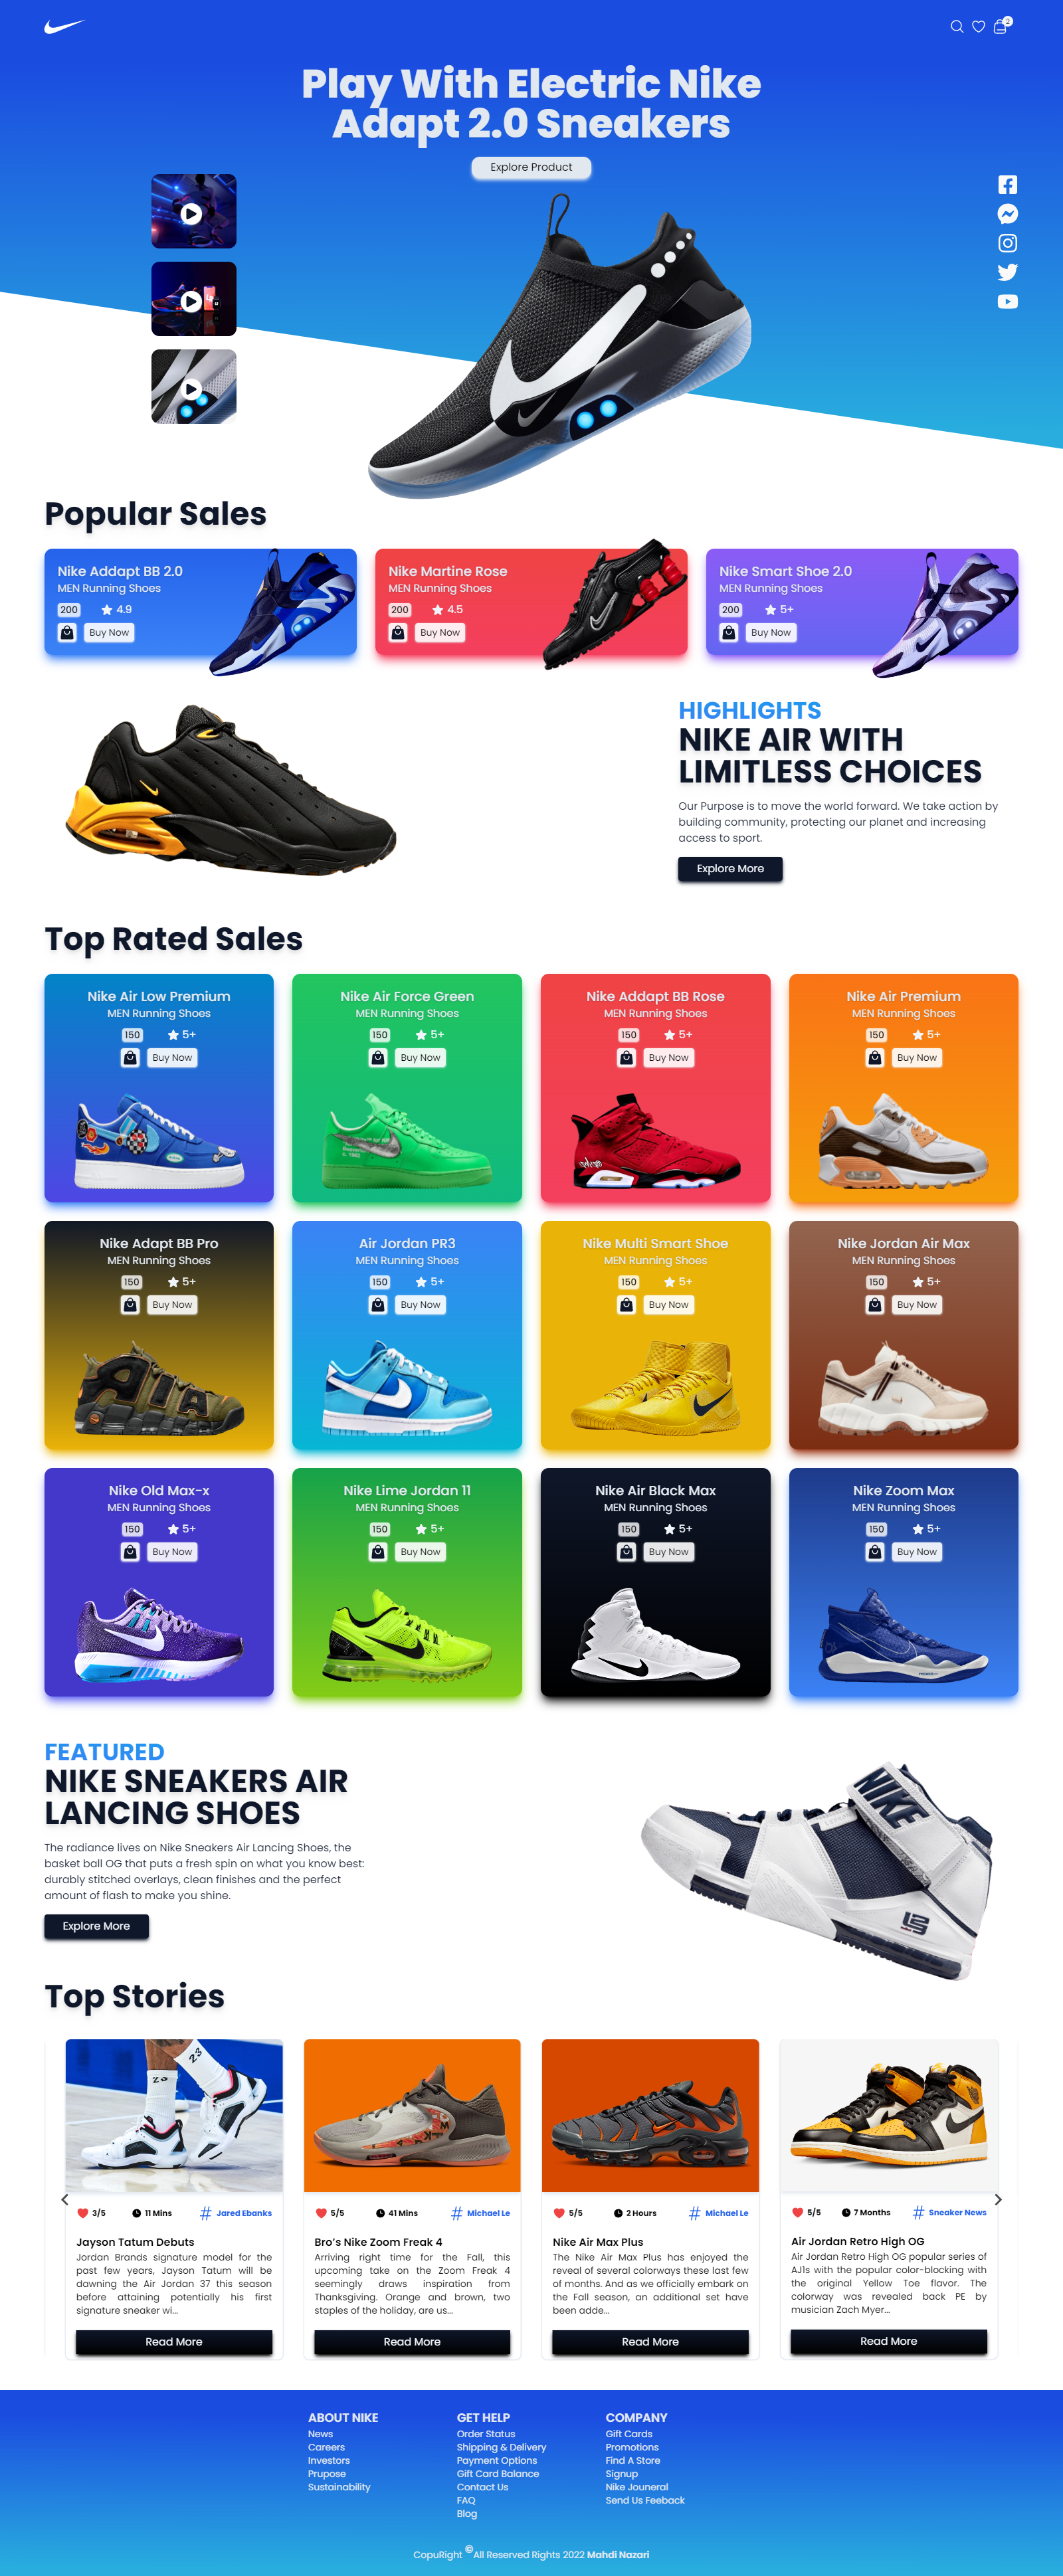 2
Play With Electric Nike
Adapt 2.0 Sneakers
Explore Product
Popular Sales
Nike Addapt BB 2.0
MEN Running Shoes
200 4.9
Buy Now
Nike Martine Rose
MEN Running Shoes
200 4.5
Buy Now
Nike Smart Shoe 2.0
MEN Running Shoes
200 5+
Buy Now
HIGHLIGHTS
NIKE AIR WITH
LIMITLESS CHOICES
Our Purpose is to move the world forward. We take action by
building community, protecting our planet and increasing
access to sport.
Explore More
Top Rated Sales
Nike Air Low Premium
MEN Running Shoes
150 5+
Buy Now
Nike Air Force Green
MEN Running Shoes
150 5+
Buy Now
Nike Addapt BB Rose
MEN Running Shoes
150 5+
Buy Now
Nike Air Premium
MEN Running Shoes
150 5+
Buy Now
Nike Adapt BB Pro
MEN Running Shoes
150 5+
Buy Now
Air Jordan PR3
MEN Running Shoes
150 5+
Buy Now
Nike Multi Smart Shoe
MEN Running Shoes
150 5+
Buy Now
Nike Jordan Air Max
MEN Running Shoes
150 5+
Buy Now
Nike Old Max-x
MEN Running Shoes
150 5+
Buy Now
Nike Lime Jordan 11
MEN Running Shoes
150 5+
Buy Now
Nike Air Black Max
MEN Running Shoes
150 5+
Buy Now
Nike Zoom Max
MEN Running Shoes
150 5+
Buy Now
FEATURED
NIKE SNEAKERS AIR
LANCING SHOES
The radiance lives on Nike Sneakers Air Lancing Shoes, the
basket ball OG that puts a fresh spin on what you know best:
durably stitched overlays, clean finishes and the perfect
amount of flash to make you shine.
Explore More
NIKE
Top Stories
23
23
3/5 11 Mins # Jared Ebanks
Jayson Tatum Debuts
Jordan Brands signature model for the
past few years, Jayson Tatum will be
dawning the Air Jordan 37 this season
before attaining potentially his first
signature sneaker wi...
Read More
5/5 41 Mins # Michael Le
Bro's Nike Zoom Freak 4
Arriving right time for the Fall, this
upcoming take on the Zoom Freak 4
seemingly draws inspiration from
Thanksgiving. Orange and brown, two
staples of the holiday, are us...
Read More
5/5 2 Hours # Michael Le
Nike Air Max Plus
The Nike Air Max Plus has enjoyed the
reveal of several colorways these last few
of months. And as we officially embark on
the Fall season, an additional set have
been adde...
Read More
5/5 7 Months # Sneaker News
Air Jordan Retro High OG
Air Jordan Retro High OG popular series of
AJ1s with the popular color-blocking with
the original Yellow Toe flavor. The
colorway was revealed back PE by
musician Zach Myer...
Read More
ABOUT NIKE
News
Careers
Investors
Prupose
Sustainability
GET HELP
Order Status
Shipping & Delivery
Payment Options
Gift Card Balance
Contact Us
FAQ
Blog
COMPANY
Gift Cards
Promotions
Find A Store
Signup
Nike Jouneral
Send Us Feeback
CopuRight ©All Reserved Rights 2022 Mahdi Nazari